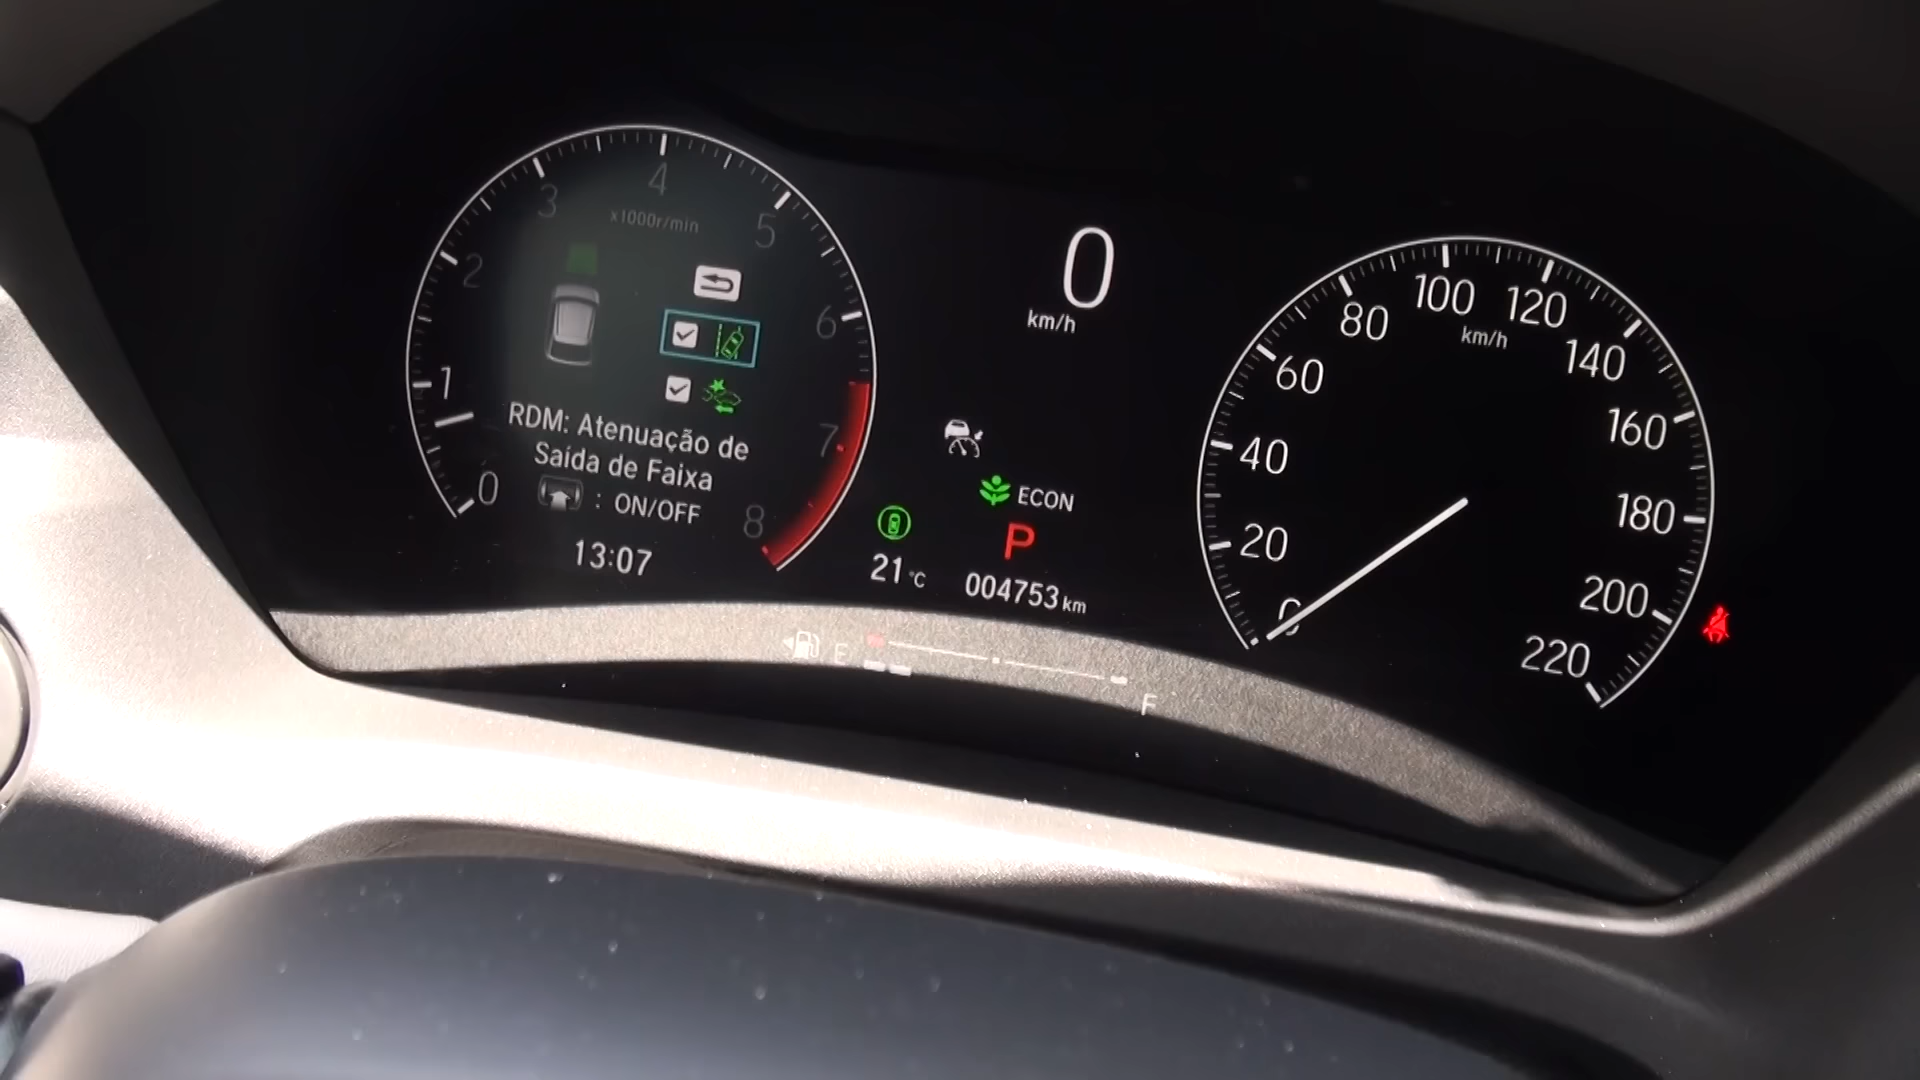 x1000r/min
0
1
2
3
4
5
6
7
8
RDM: Atenuação de
Saída de Faixa
: ON/OFF
13:07
0
km/h
ECON
P
21 °C
004753 km
E
F
0
20
40
60
80
100
120
140
160
180
200
220
km/h